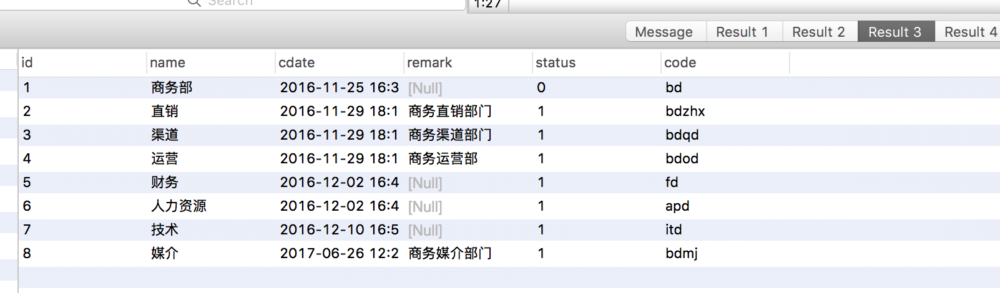 Search
1:27
Message Result 1 Result 2 Result 3 Result 4
id name cdate remark status code
1 商务部 2016-11-25 16:3 [Null] 0 bd
2 直销 2016-11-29 18:1 商务直销部门 1 bdzhx
3 渠道 2016-11-29 18:1 商务渠道部门 1 bdqd
4 运营 2016-11-29 18:1 商务运营部 1 bdod
5 财务 2016-12-02 16:4 [Null] 1 fd
6 人力资源 2016-12-02 16:4 [Null] 1 apd
7 技术 2016-12-10 16:5 [Null] 1 itd
8 媒介 2017-06-26 12:2 商务媒介部门 1 bdmj